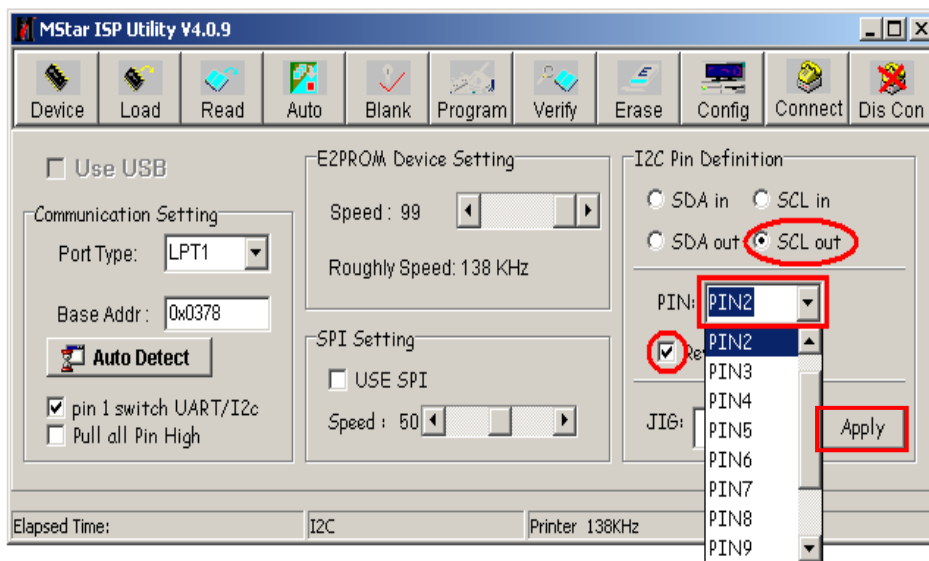 MStar ISP Utility V4.0.9
Device Load Read Auto Blank Program Verify Erase Config Connect Dis Con
Use USB
Communication Setting
Port Type: LPT1
Base Addr : 0x0378
Auto Detect
pin 1 switch UART/I2c
Pull all Pin High
E2PROM Device Setting
Speed : 99
Roughly Speed: 138 KHz
SPI Setting
USE SPI
Speed : 50
I2C Pin Definition
SDA in SCL in
SDA out SCL out
PIN: PIN2
PIN2
PIN3
PIN4
PIN5
PIN6
PIN7
PIN8
PIN9
JIG:
Apply
Elapsed Time: I2C Printer 138KHz